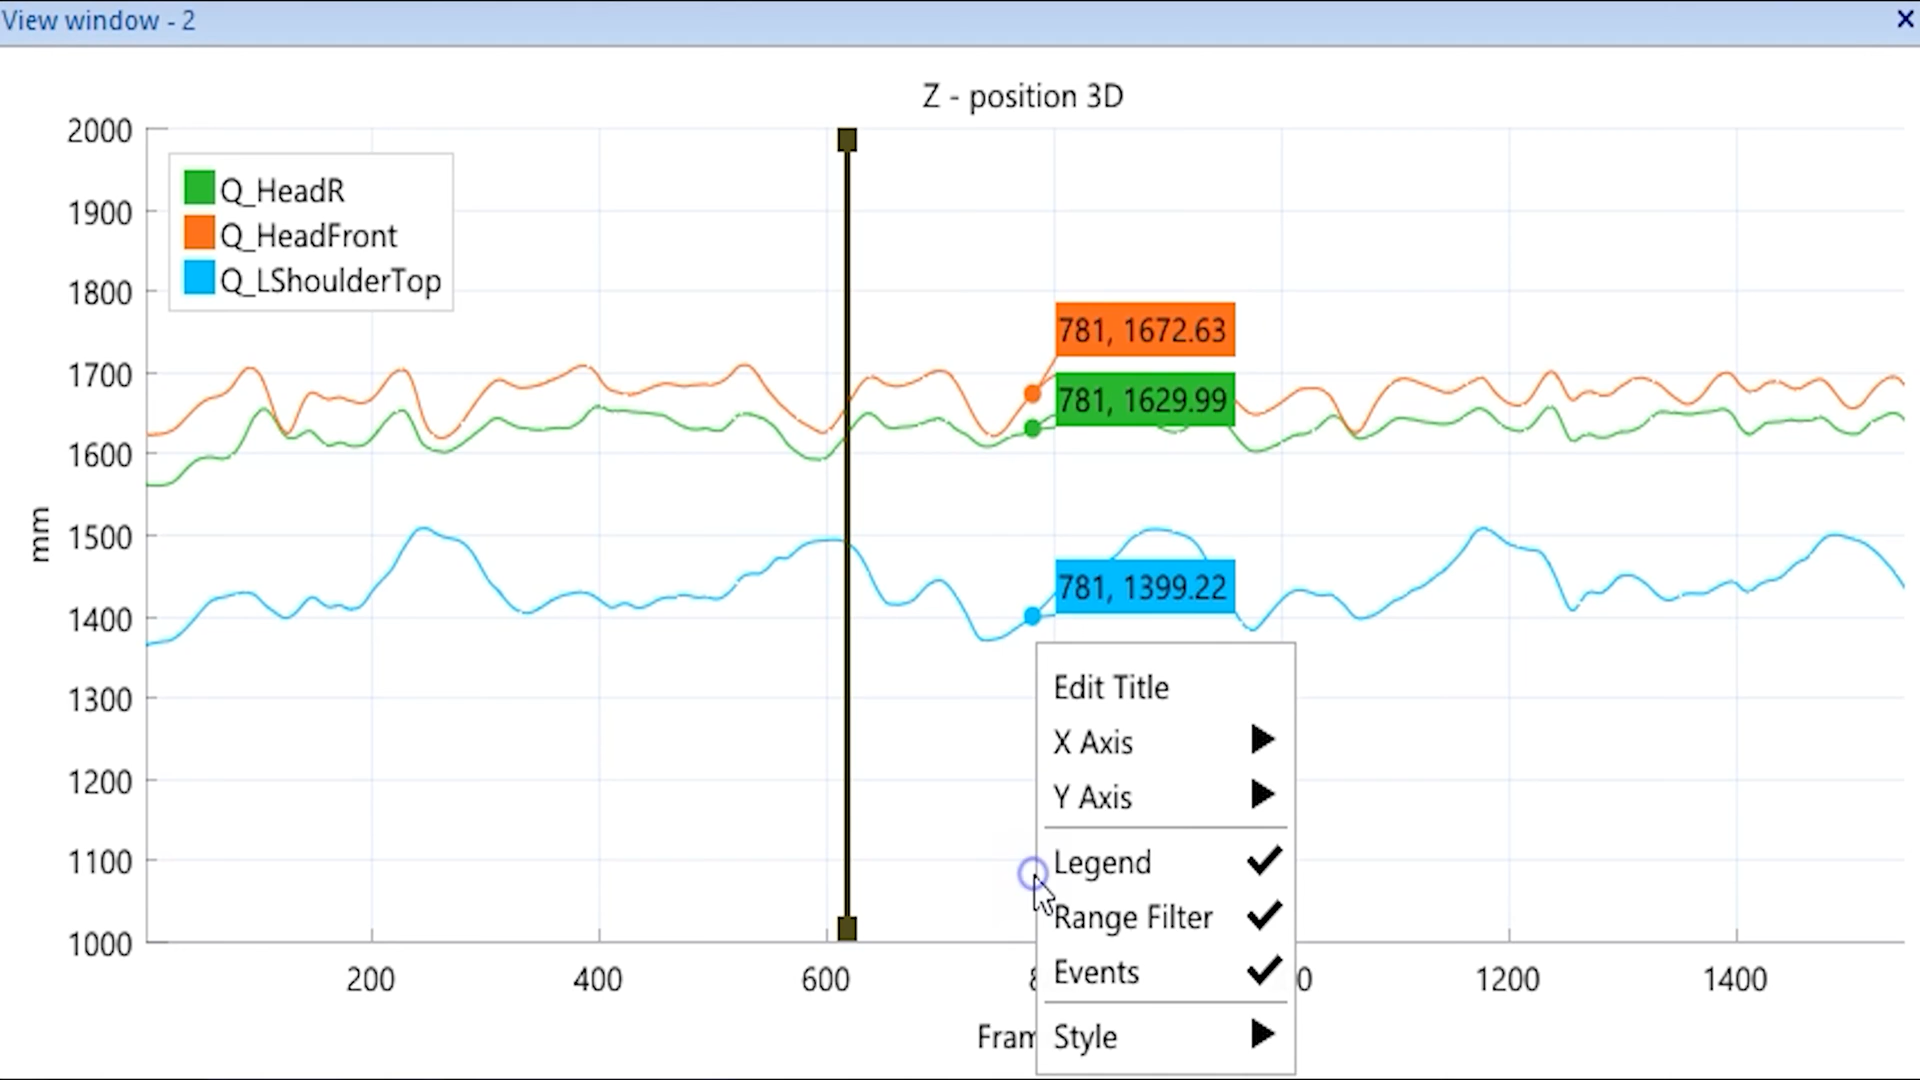 View window - 2
Z - position 3D
2000
1900
1800
1700
1600
1500
1400
1300
1200
1100
1000
mm
Q_HeadR
Q_HeadFront
Q_LShoulderTop
781, 1672.63
781, 1629.99
781, 1399.22
Edit Title
X Axis
Y Axis
Legend
Range Filter
Events
Style
200 400 600 1200 1400
Fram